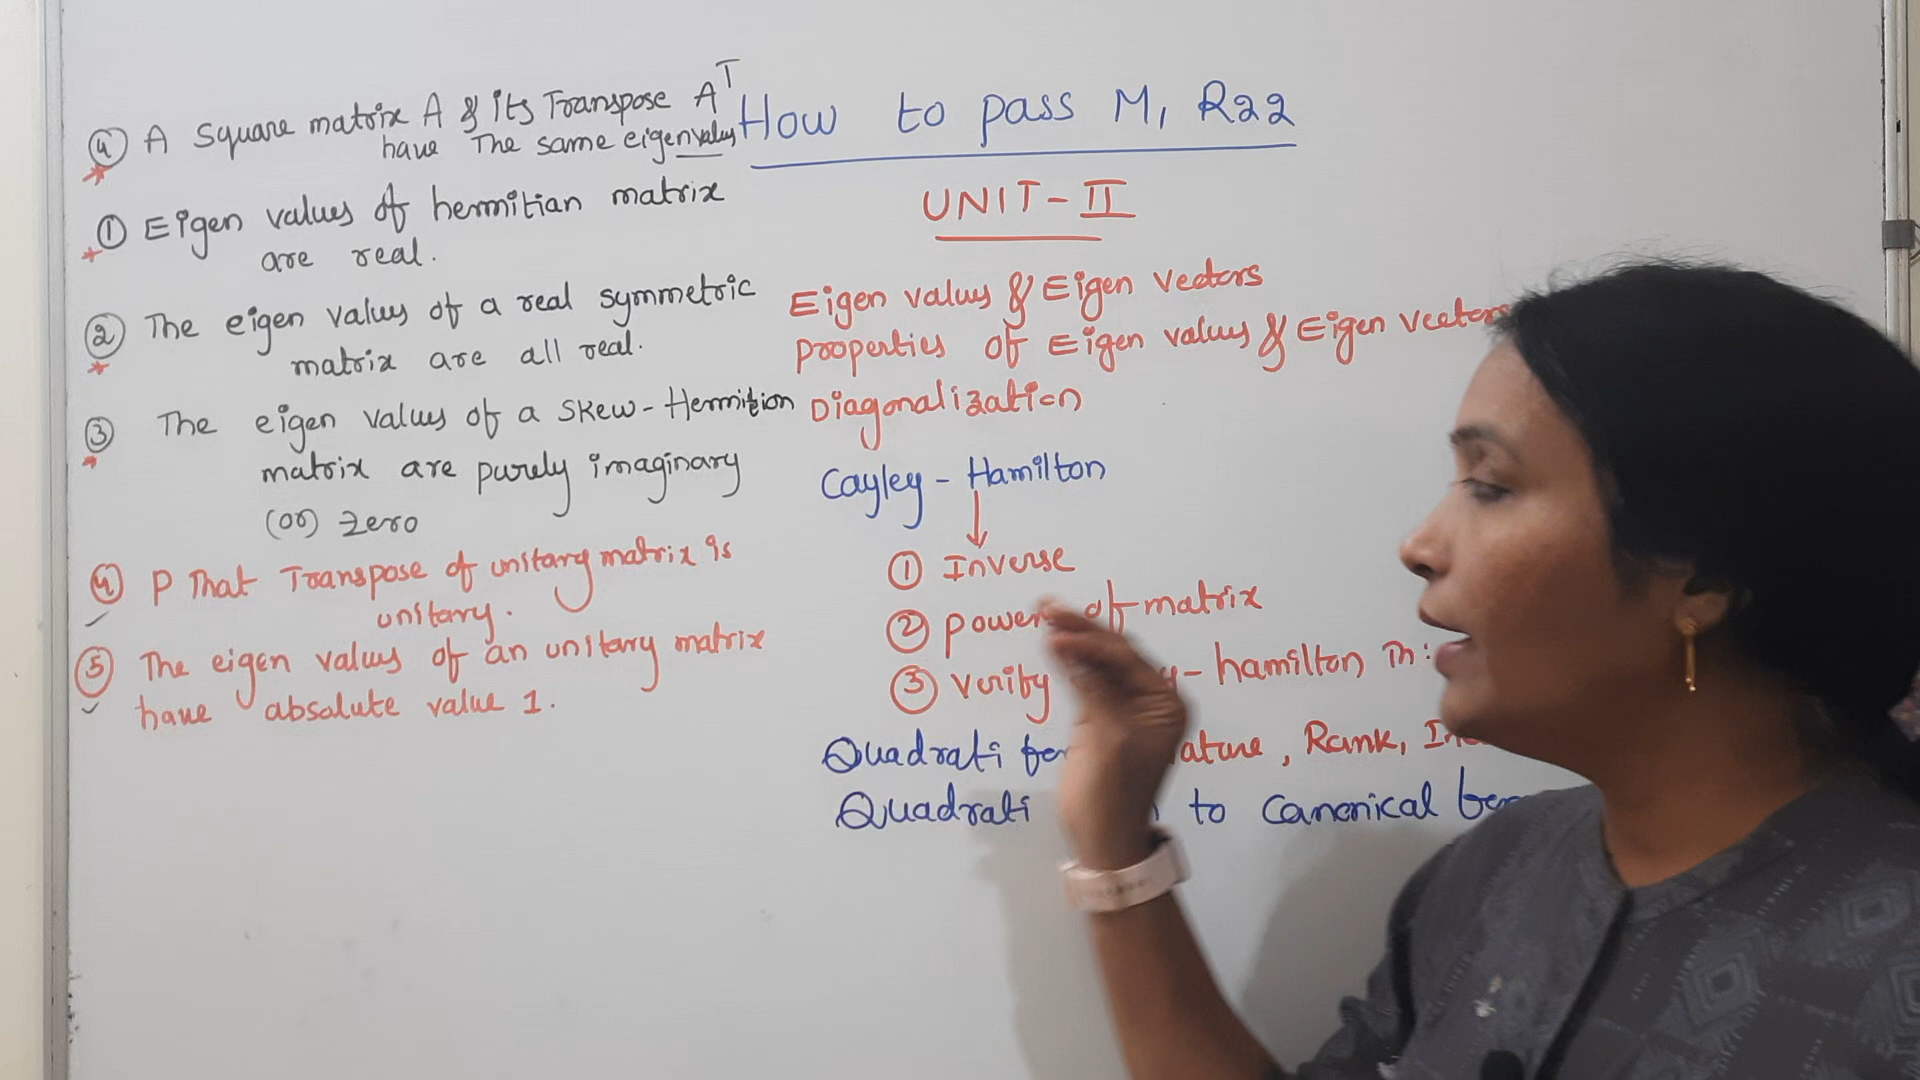 How to pass M1 R22
UNIT-II
4 A square matrix A & its Transpose A^T
have The same eigen values
1 Eigen values of hermitian matrix
are real.
2 The eigen values of a real symmetric
matrix are all real.
3 The eigen values of a skew-Hermition
matrix are purely imaginary
(or) zero
4 P That Transpose of unitary matrix is
unitary.
5 The eigen values of an unitary matrix
have absolute value 1.
Eigen values & Eigen Vectors
properties of Eigen values & Eigen vectors
Diagonalization
Cayley - Hamilton
1 Inverse
2 power of matrix
3 verify - hamilton Th:
Quadrati , Rank,
Quadrati to Canonical